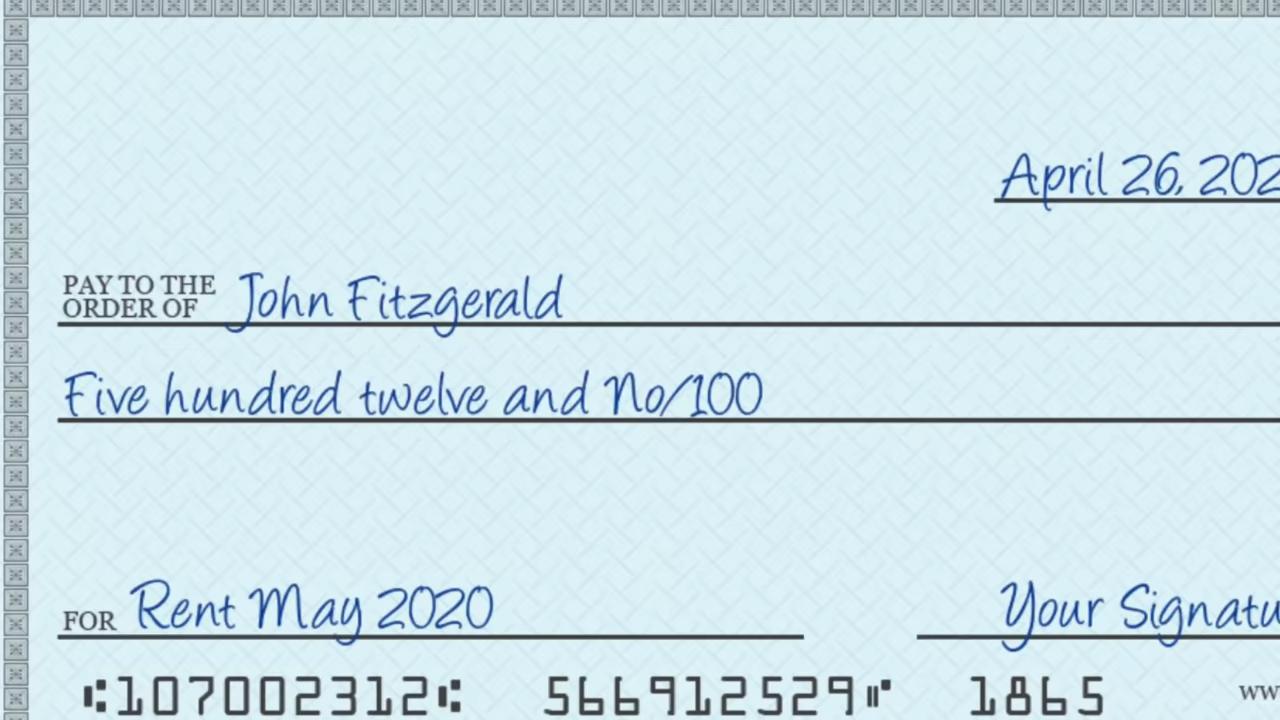 April 26, 202
PAY TO THE
ORDER OF John Fitzgerald
Five hundred twelve and No/100
FOR Rent May 2020
Your Signatu
⑆107002312⑆ 566912529⑈ 1865
ww